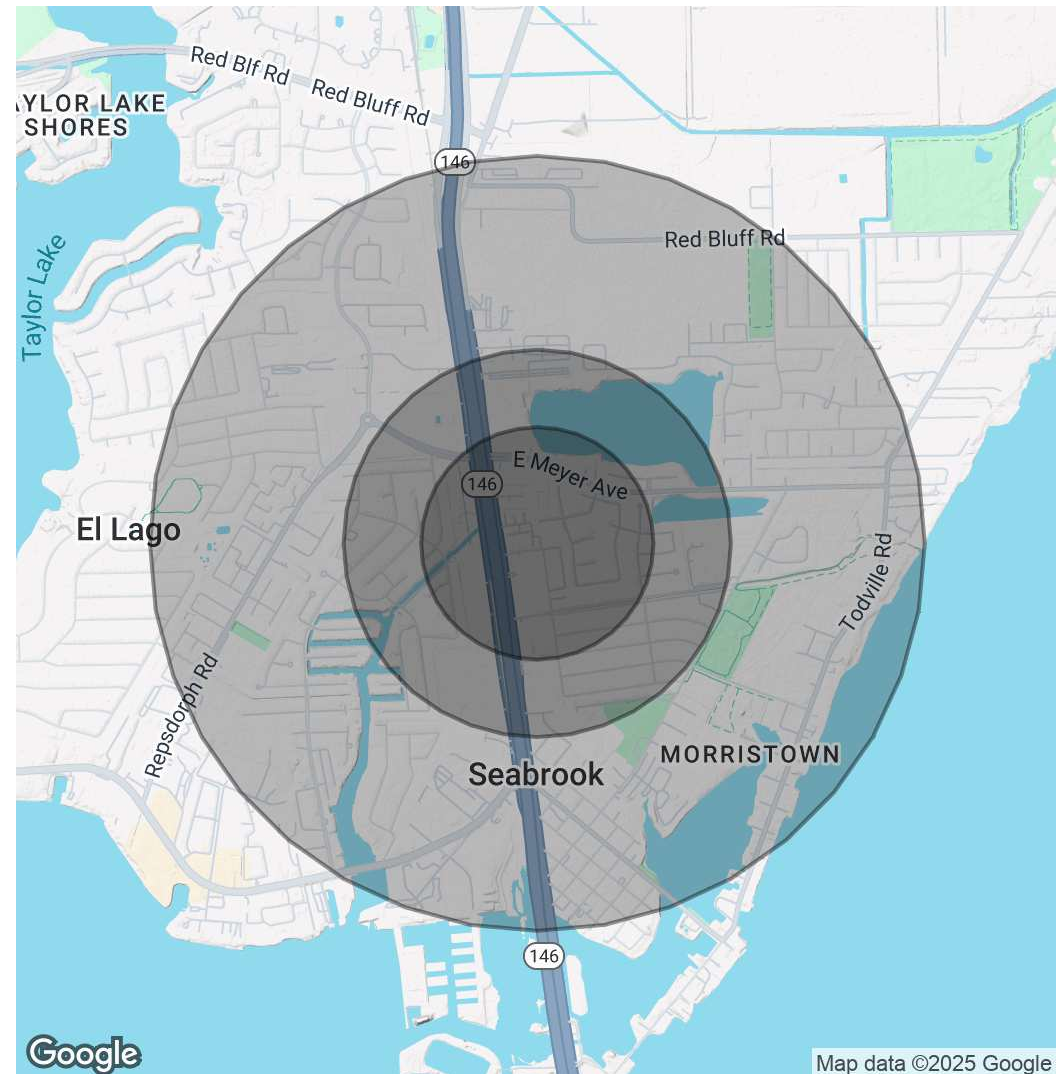 Red Blf Rd
Red Bluff Rd
AYLOR LAKE
SHORES
146
Red Bluff Rd
Taylor Lake
E Meyer Ave
146
El Lago
Todville Rd
Repsdorph Rd
MORRISTOWN
Seabrook
146
Google
Map data ©2025 Google